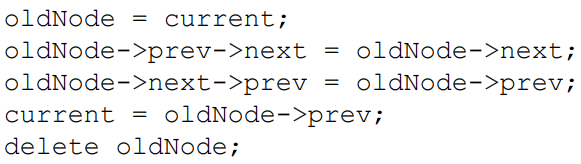 oldNode = current;
oldNode->prev->next = oldNode->next;
oldNode->next->prev = oldNode->prev;
current = oldNode->prev;
delete oldNode;